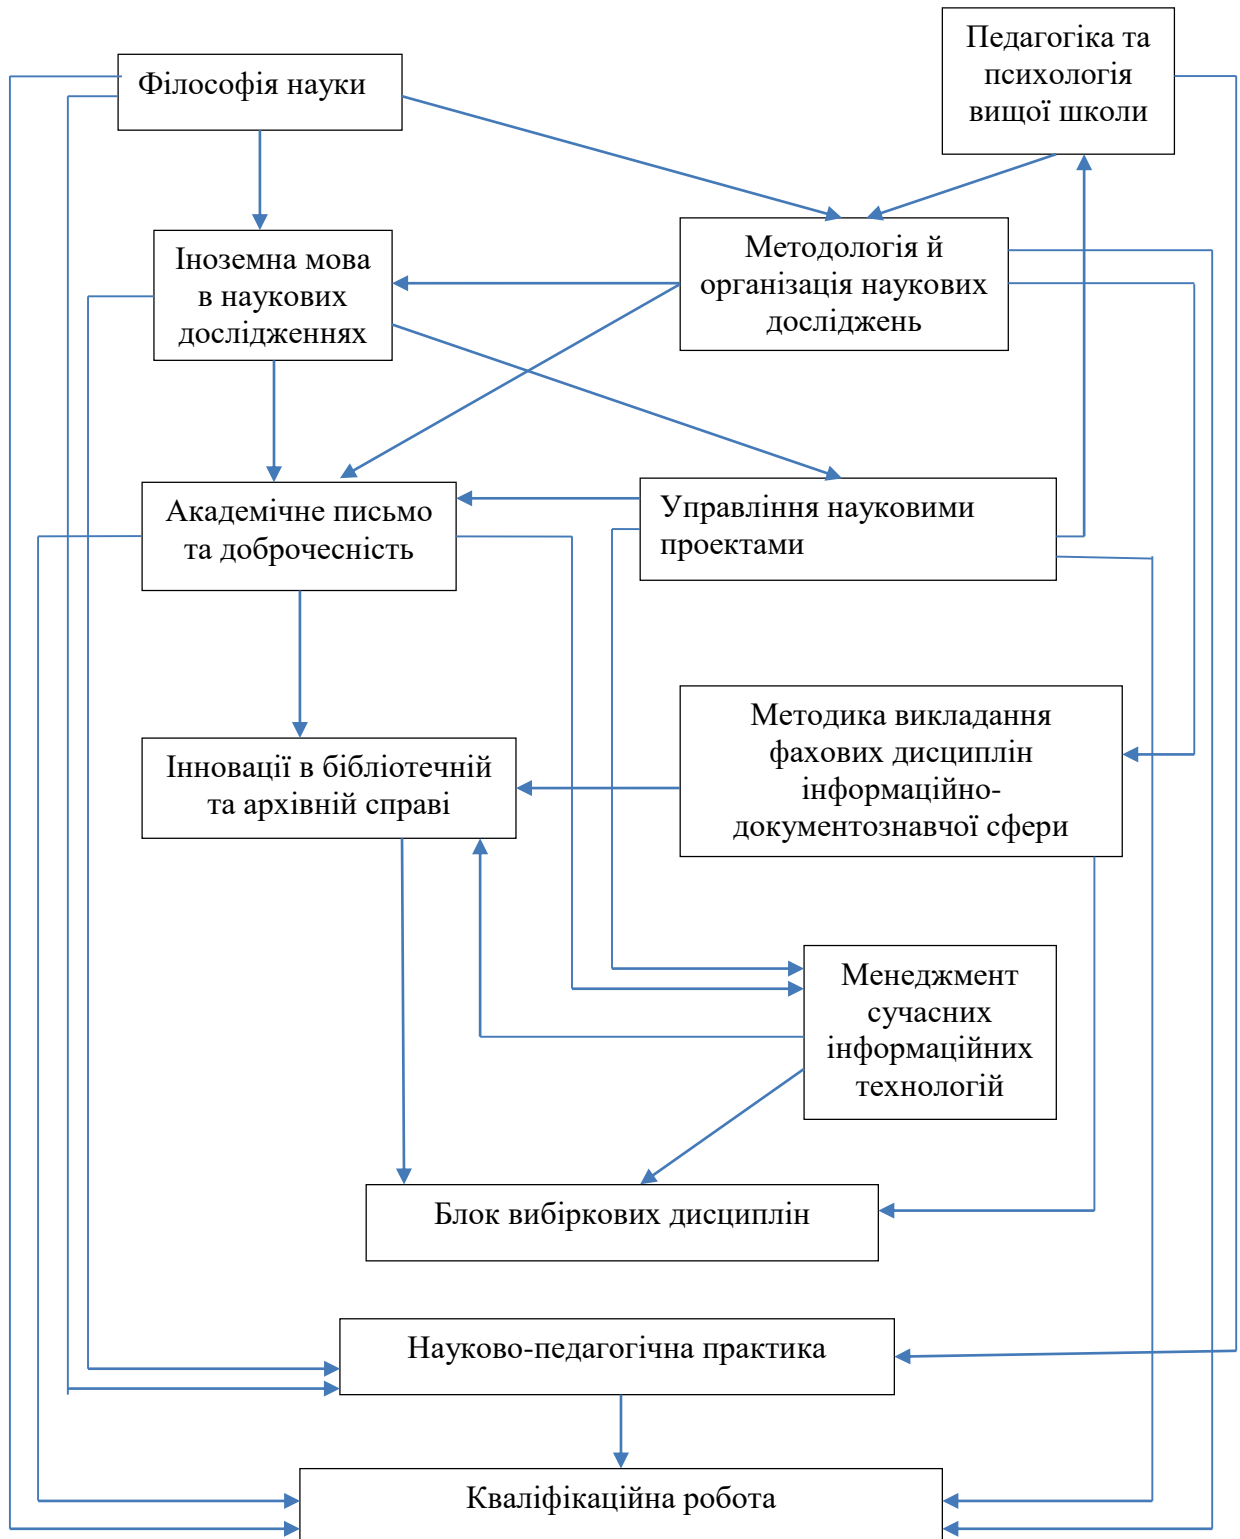 Педагогіка та
психологія
вищої школи
Філософія науки
Іноземна мова
в наукових
дослідженнях
Методологія й
організація наукових
досліджень
Академічне письмо
та доброчесність
Управління науковими
проектами
Інновації в бібліотечній
та архівній справі
Методика викладання
фахових дисциплін
інформаційно-
документознавчої сфери
Менеджмент
сучасних
інформаційних
технологій
Блок вибіркових дисциплін
Науково-педагогічна практика
Кваліфікаційна робота